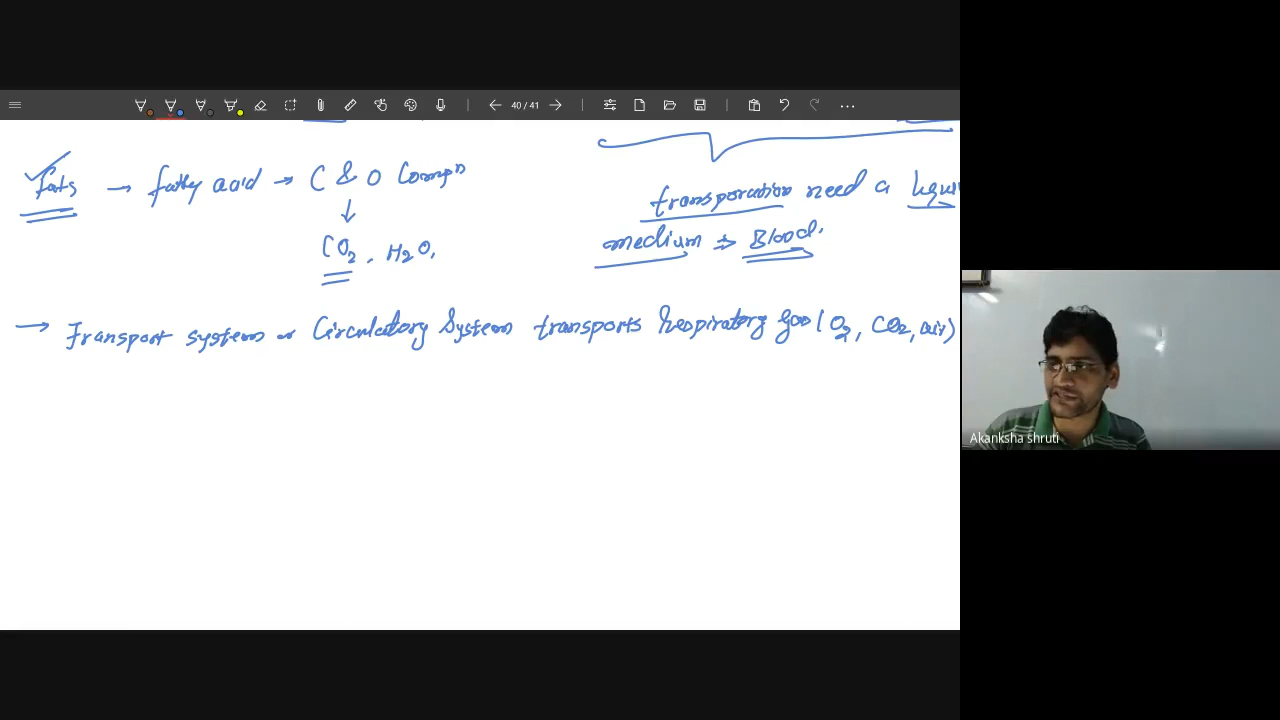 40/41
fats → fatty acid → C & O Compn
↓
CO2, H2O,
transporation need a liqui
medium ⇒ Blood.
→ Transport system or Circulatory System transports Respiratory gas (O2, CO2, air)
Akanksha shruti